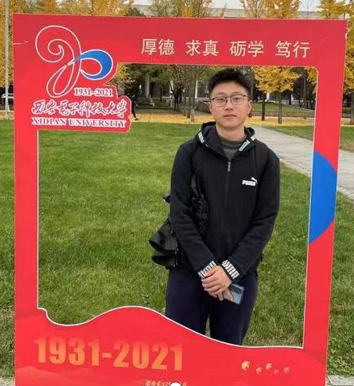 厚德 求真 砺学 笃行
1931-2021
西安电子科技大学
XIDIAN UNIVERSITY
PUMA
1931-2021